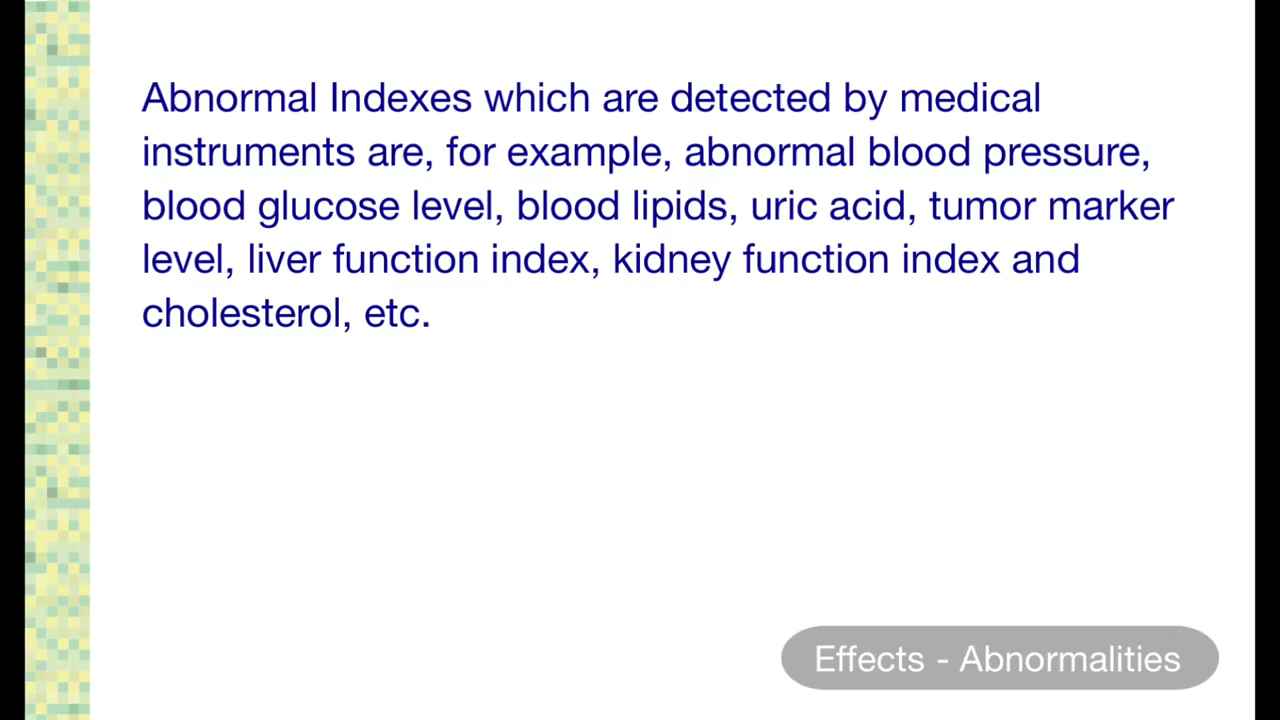 Abnormal Indexes which are detected by medical
instruments are, for example, abnormal blood pressure,
blood glucose level, blood lipids, uric acid, tumor marker
level, liver function index, kidney function index and
cholesterol, etc.
Effects - Abnormalities